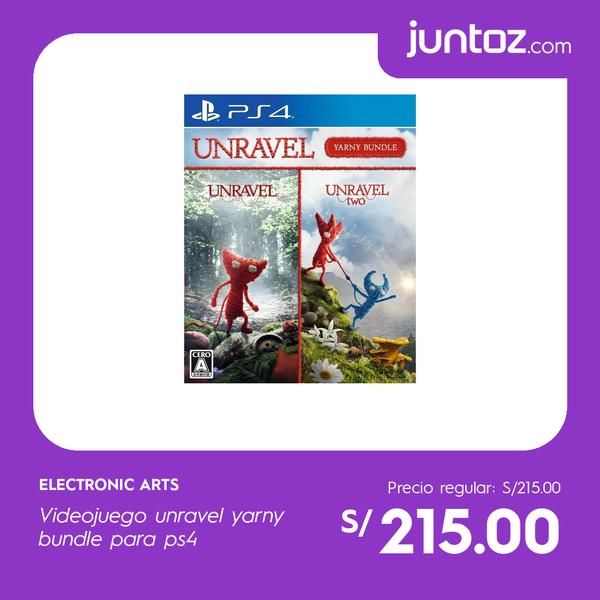 juntoz.com
PS4
UNRAVEL
YARNY BUNDLE
UNRAVEL
UNRAVEL
two
CERO
A
ELECTRONIC ARTS
Videojuego unravel yarny
bundle para ps4
Precio regular: S/215.00
S/ 215.00